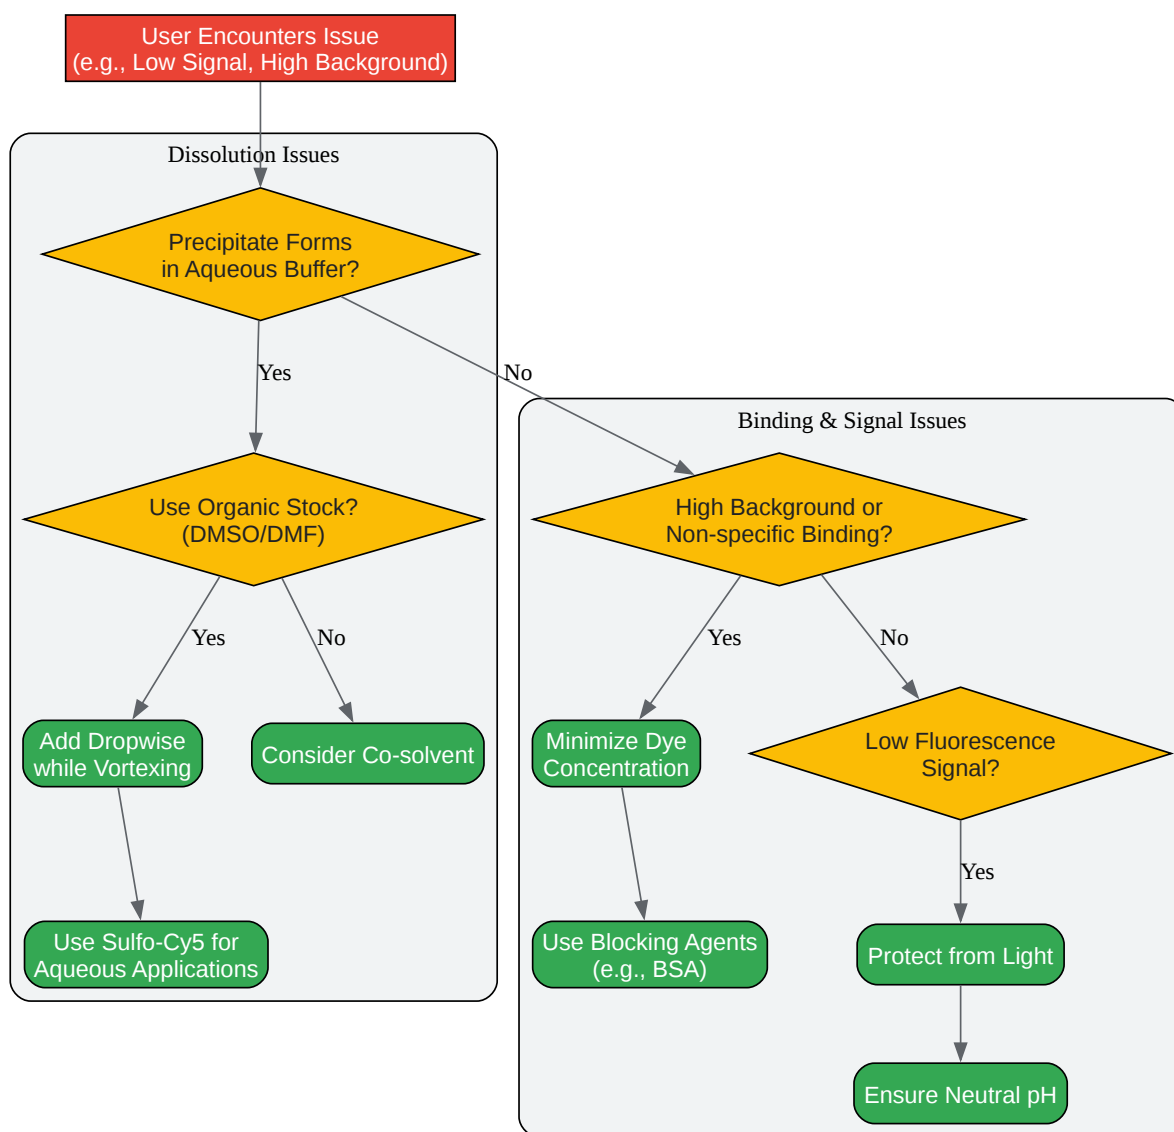 User Encounters Issue
(e.g., Low Signal, High Background)
Dissolution Issues
Precipitate Forms
in Aqueous Buffer?
Yes
No
Use Organic Stock?
(DMSO/DMF)
Yes
No
Add Dropwise
while Vortexing
Consider Co-solvent
Use Sulfo-Cy5 for
Aqueous Applications
Binding & Signal Issues
High Background or
Non-specific Binding?
Yes
No
Minimize Dye
Concentration
Low Fluorescence
Signal?
Yes
Use Blocking Agents
(e.g., BSA)
Protect from Light
Ensure Neutral pH